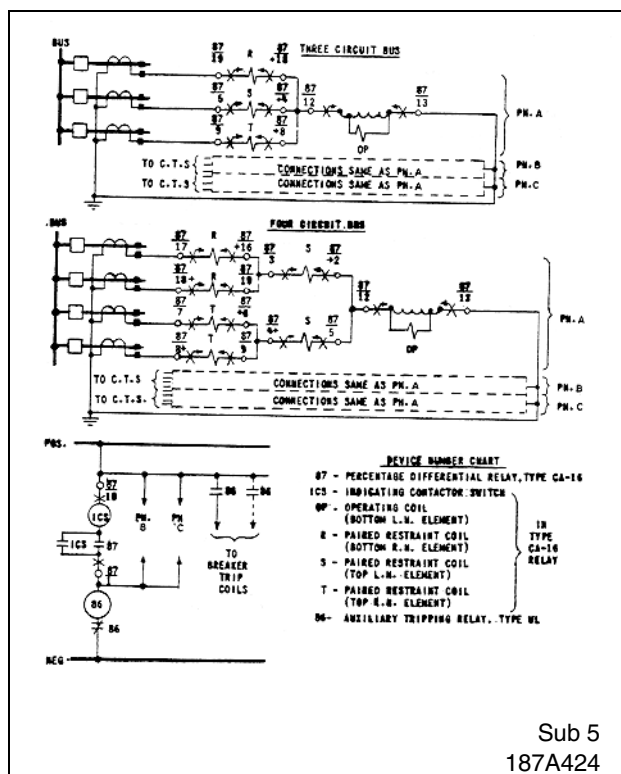 BUS
THREE CIRCUIT BUS
87
19
R
87
+18
87
6
S
87
+4
87
12
87
13
87
9
T
87
+8
OP
PH.A
TO C.T.S
CONNECTIONS SAME AS PH.A
PH.B
TO C.T.S
CONNECTIONS SAME AS PH.A
PH.C
BUS
FOUR CIRCUIT BUS
87
17
R
87
+16
87
3
S
87
+2
87
18+
R
87
19
87
12
87
13
87
7
T
87
+6
S
87
5
OP
PH.A
87
8+
T
87
9
TO C.T.S
CONNECTIONS SAME AS PH.A
PH.B
TO C.T.S.
CONNECTIONS SAME AS PH.A
PH.C
POS.
87
10
ICS
ICS
87
87
86
86
PH.
B
PH
C
86
86
TO
BREAKER
TRIP
COILS
NEG
DEVICE NUMBER CHART
87 - PERCENTAGE DIFFERENTIAL RELAY, TYPE CA-16
ICS - INDICATING CONTACTOR SWITCH
OP - OPERATING COIL
(BOTTOM L.H. ELEMENT)
R - PAIRED RESTRAINT COIL
(BOTTOM R.H. ELEMENT)
S - PAIRED RESTRAINT COIL
(TOP L.H. ELEMENT)
T - PAIRED RESTRAINT COIL
(TOP R.H. ELEMENT)
IN
TYPE
CA-16
RELAY
86- AUXILIARY TRIPPING RELAY, TYPE WL
Sub 5
187A424